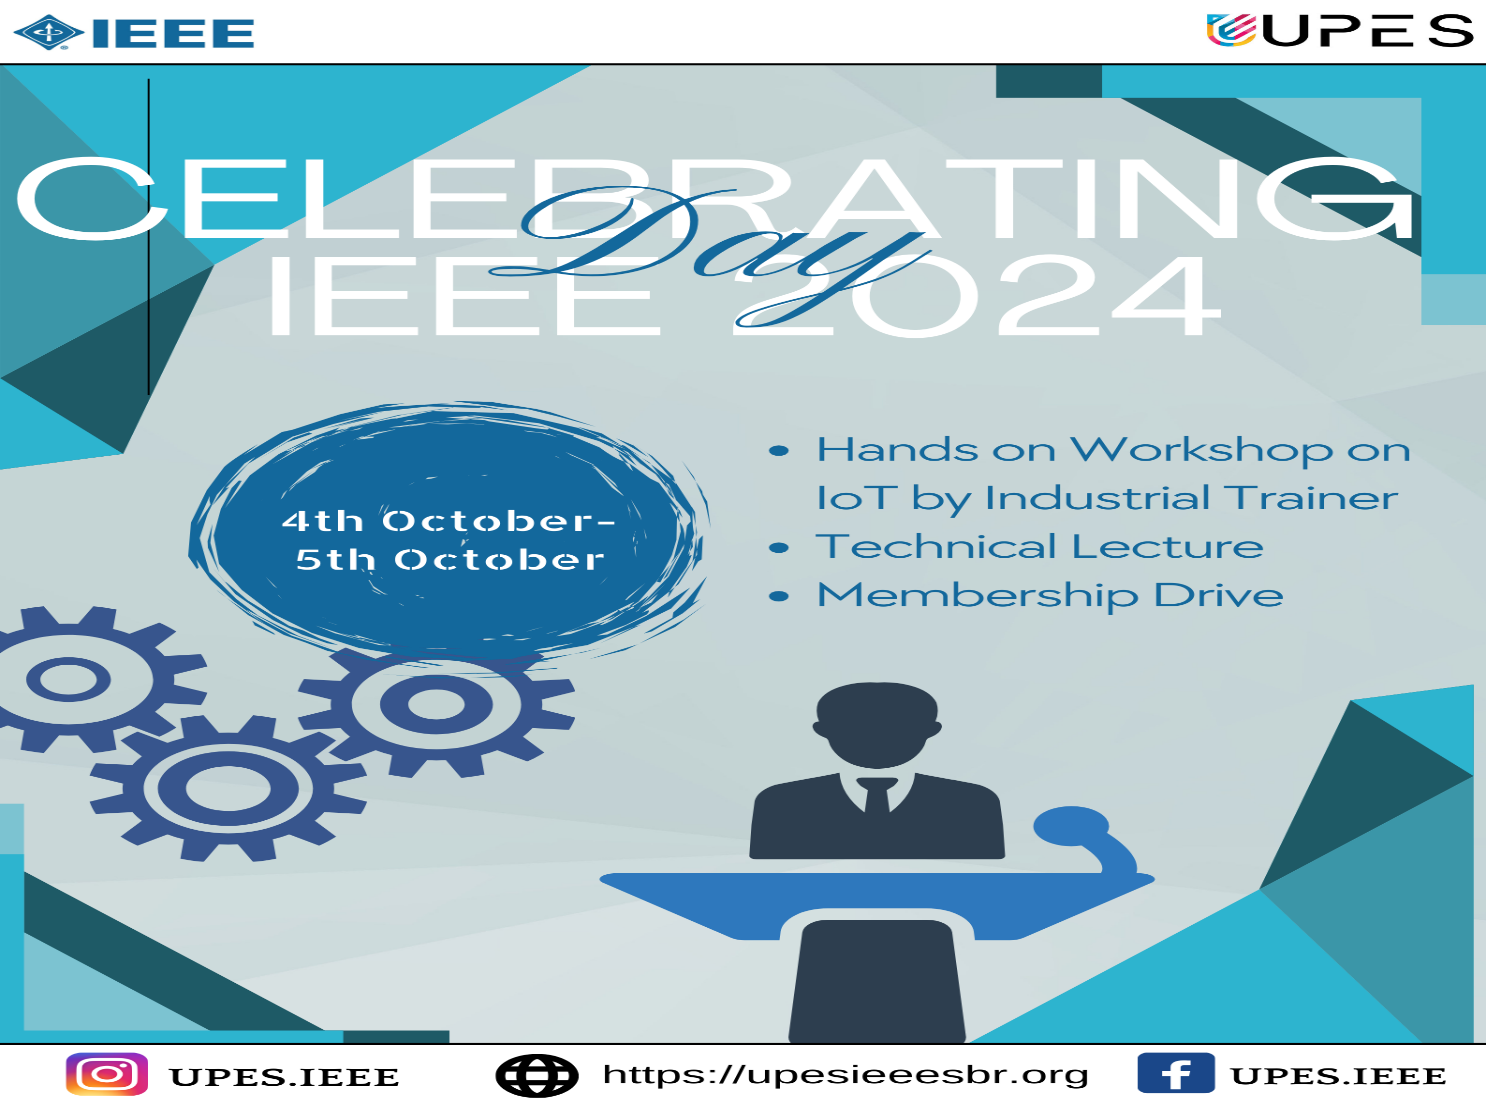 IEEE
UPES
CELEBRATING
Day
IEEE 2024
4th October-
5th October
• Hands on Workshop on
IoT by Industrial Trainer
• Technical Lecture
• Membership Drive
UPES.IEEE
https://upesieeesbr.org
UPES.IEEE